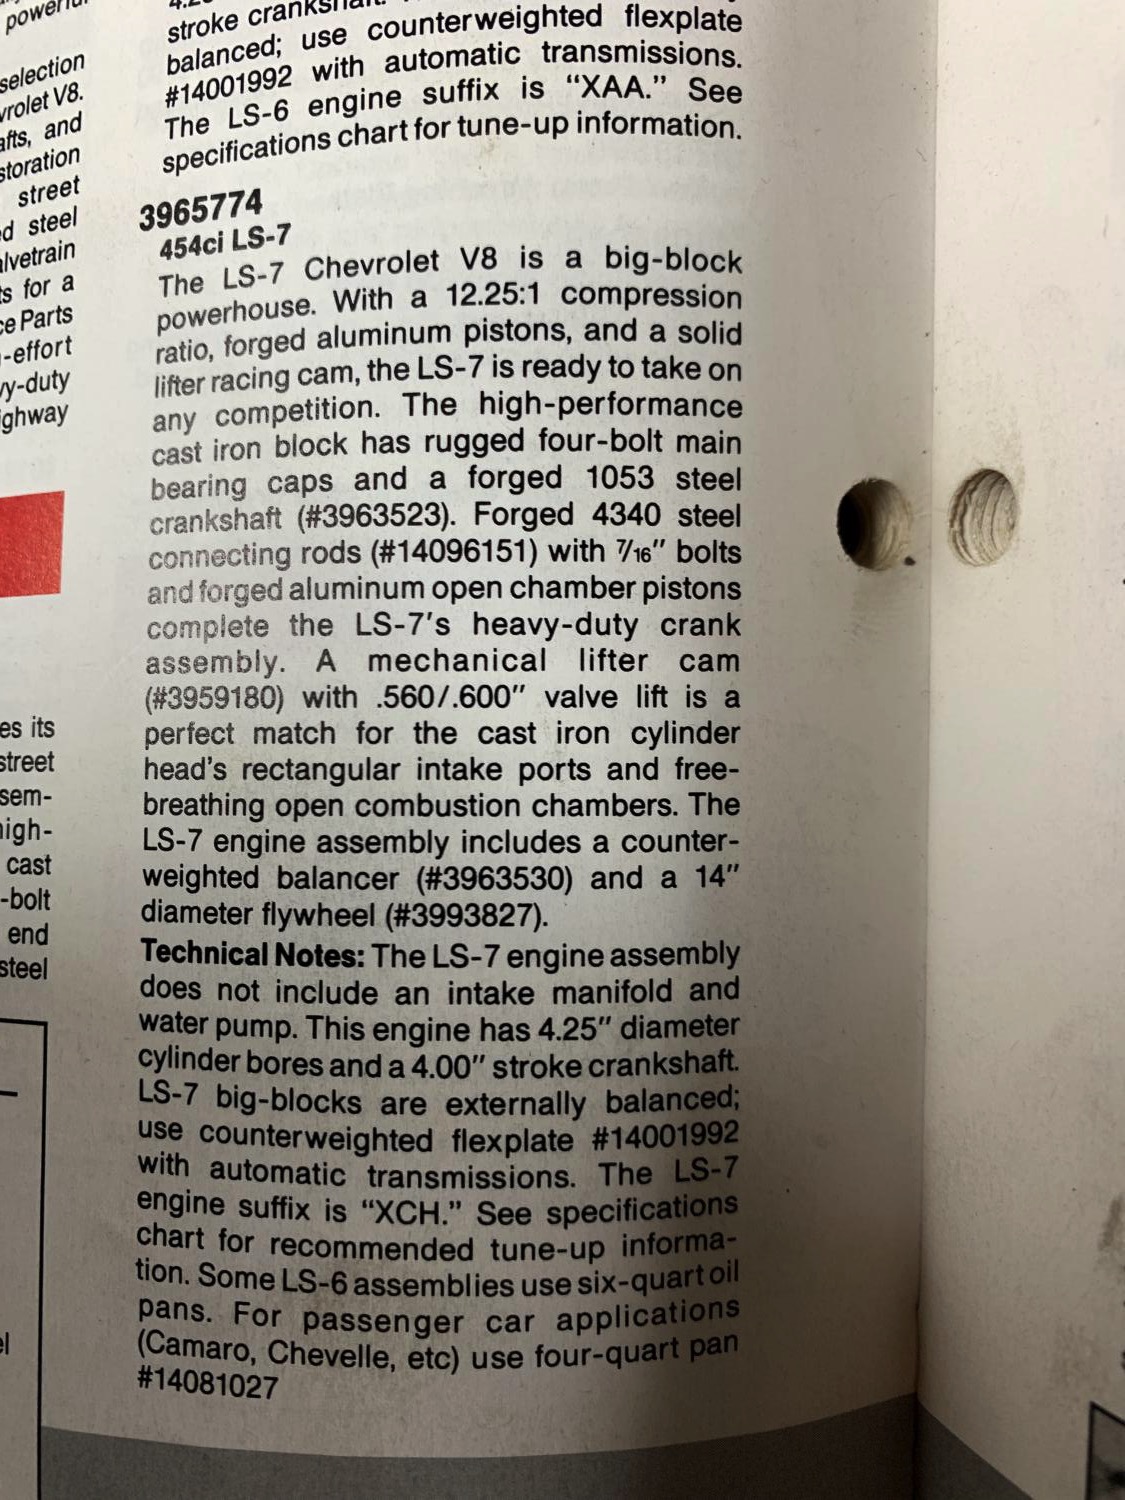 selection
street
d steel
lvetrain
s for a
ce Parts
-effort
vy-duty
ghway
es its
street
sem-
high-
cast
-bolt
end
steel
stroke
balanced; use counterweighted flexplate
#14001992 with automatic transmissions.
The LS-6 engine suffix is “XAA.” See
specifications chart for tune-up information.
3965774
454ci LS-7
The LS-7 Chevrolet V8 is a big-block
powerhouse. With a 12.25:1 compression
ratio, forged aluminum pistons, and a solid
lifter racing cam, the LS-7 is ready to take on
any competition. The high-performance
cast iron block has rugged four-bolt main
bearing caps and a forged 1053 steel
crankshaft (#3963523). Forged 4340 steel
connecting rods (#14096151) with 7/16″ bolts
and forged aluminum open chamber pistons
complete the LS-7's heavy-duty crank
assembly. A mechanical lifter cam
(#3959180) with .560/.600″ valve lift is a
perfect match for the cast iron cylinder
head's rectangular intake ports and free-
breathing open combustion chambers. The
LS-7 engine assembly includes a counter-
weighted balancer (#3963530) and a 14″
diameter flywheel (#3993827).
Technical Notes: The LS-7 engine assembly
does not include an intake manifold and
water pump. This engine has 4.25″ diameter
cylinder bores and a 4.00″ stroke crankshaft.
LS-7 big-blocks are externally balanced;
use counterweighted flexplate #14001992
with automatic transmissions. The LS-7
engine suffix is “XCH.” See specifications
chart for recommended tune-up informa-
tion. Some LS-6 assemblies use six-quart oil
pans. For passenger car applications
(Camaro, Chevelle, etc) use four-quart pan
#14081027